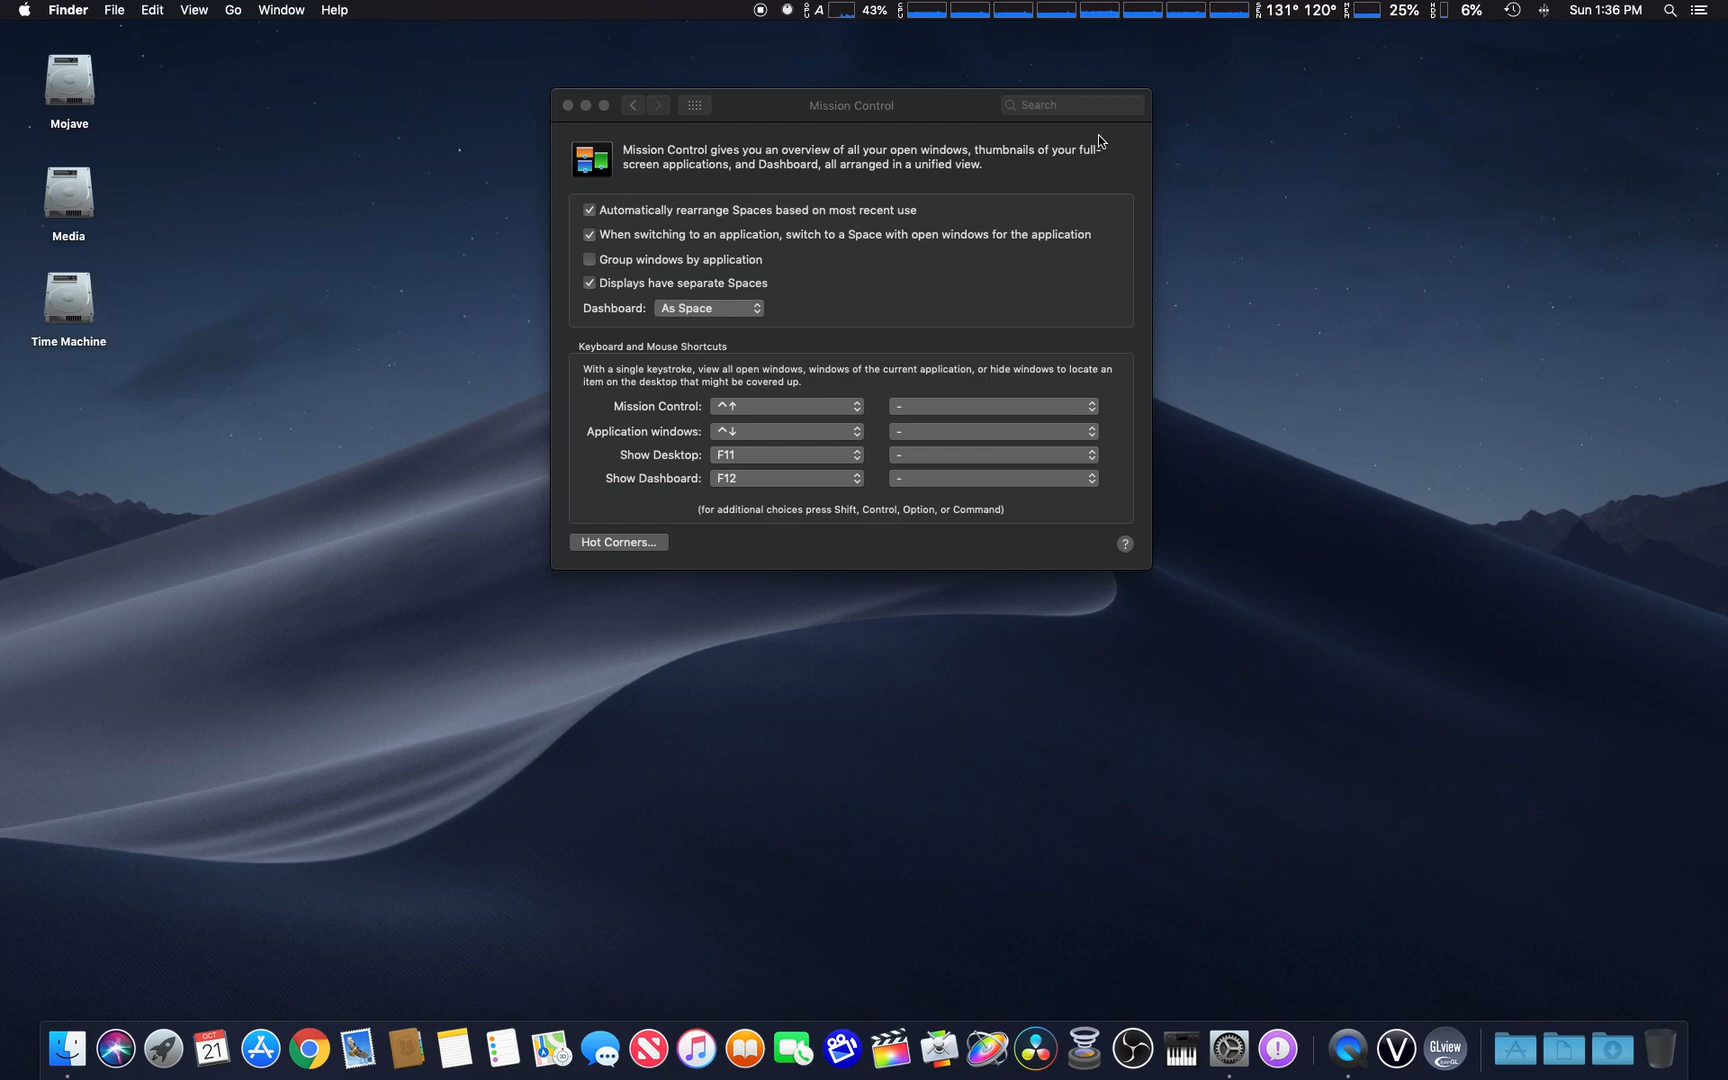 Finder File Edit View Go Window Help
A 43% 131° 120° 25% 6% Sun 1:36 PM
Mojave
Media
Time Machine
Mission Control
Search
Mission Control gives you an overview of all your open windows, thumbnails of your full-
screen applications, and Dashboard, all arranged in a unified view.
Automatically rearrange Spaces based on most recent use
When switching to an application, switch to a Space with open windows for the application
Group windows by application
Displays have separate Spaces
Dashboard: As Space
Keyboard and Mouse Shortcuts
With a single keystroke, view all open windows, windows of the current application, or hide windows to locate an
item on the desktop that might be covered up.
Mission Control: ^↑ -
Application windows: ^↓ -
Show Desktop: F11 -
Show Dashboard: F12 -
(for additional choices press Shift, Control, Option, or Command)
Hot Corners... ?
OCT
21
3D
V
GLview